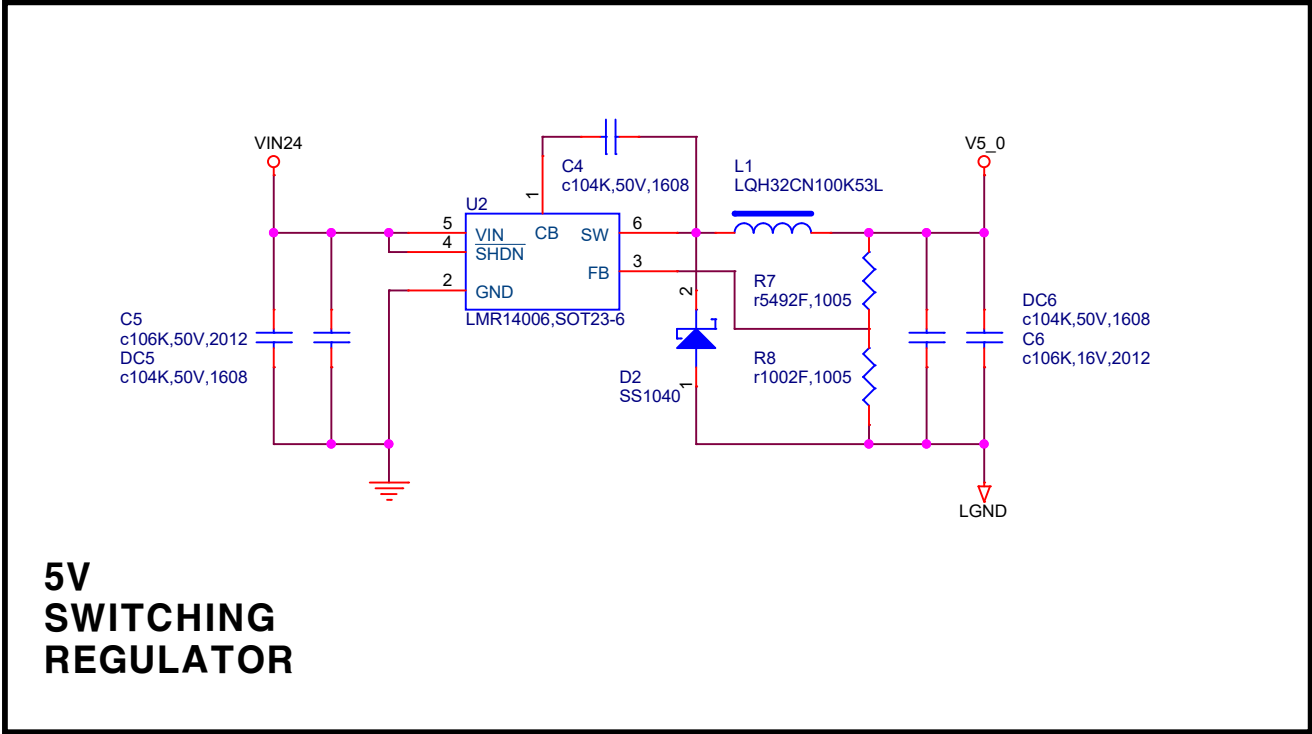 VIN24
V5_0
C4
c104K,50V,1608
L1
LQH32CN100K53L
U2
1
5
VIN
CB
SW
6
4
SHDN
FB
3
2
GND
LMR14006,SOT23-6
R7
r5492F,1005
2
DC6
c104K,50V,1608
C6
c106K,16V,2012
C5
c106K,50V,2012
DC5
c104K,50V,1608
R8
r1002F,1005
D2
SS1040
1
LGND
5V
SWITCHING
REGULATOR